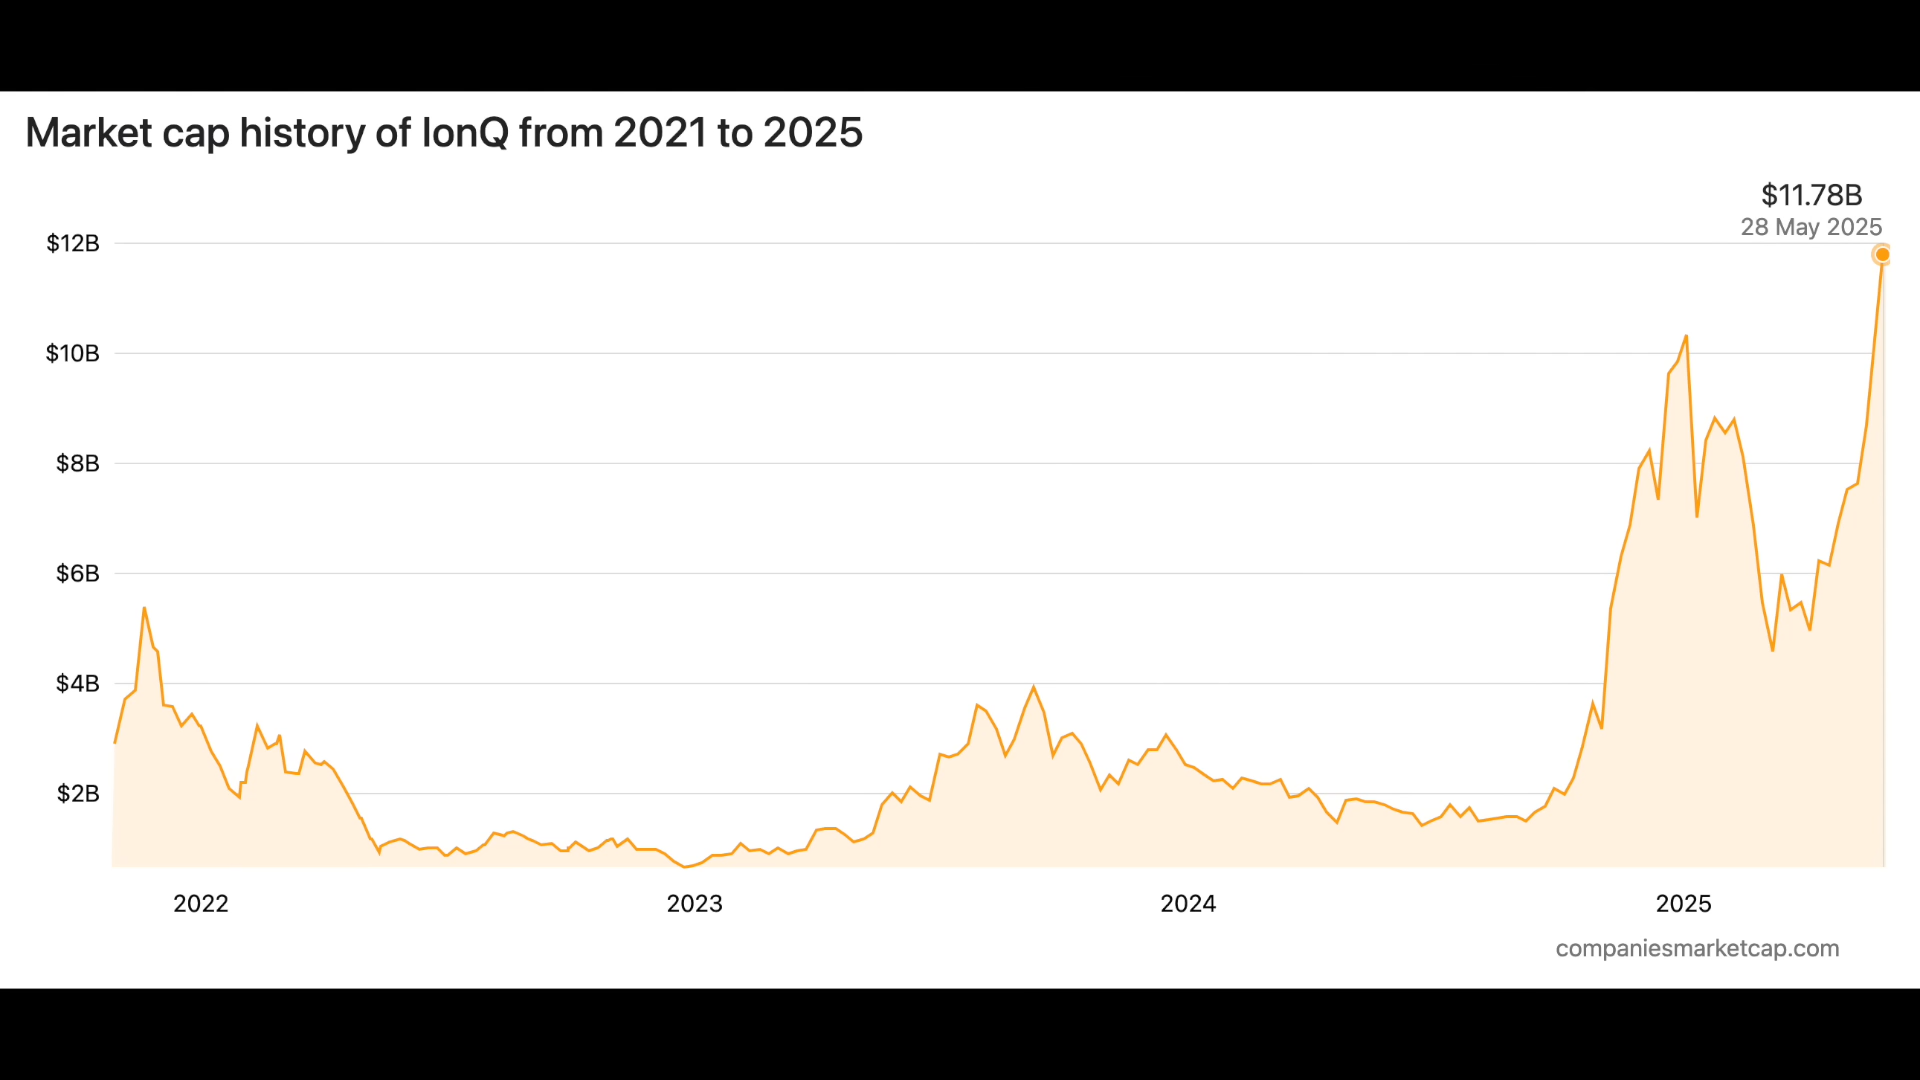 Market cap history of IonQ from 2021 to 2025
$11.78B
28 May 2025
$12B
$10B
$8B
$6B
$4B
$2B
2022 2023 2024 2025
companiesmarketcap.com